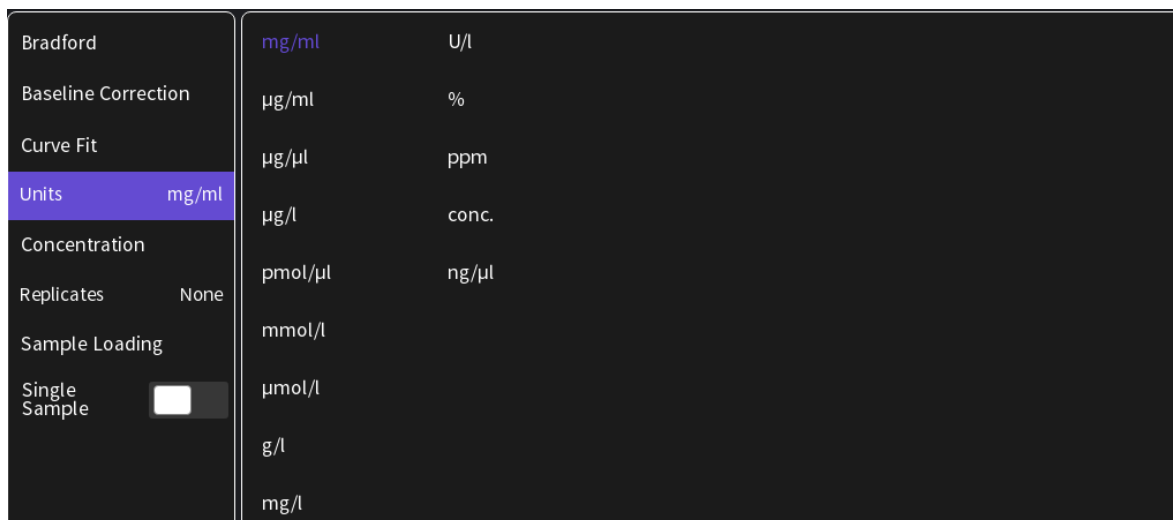 Bradford
Baseline Correction
Curve Fit
Units mg/ml
Concentration
Replicates None
Sample Loading
Single
Sample
mg/ml U/l
µg/ml %
µg/µl ppm
µg/l conc.
pmol/µl ng/µl
mmol/l
µmol/l
g/l
mg/l